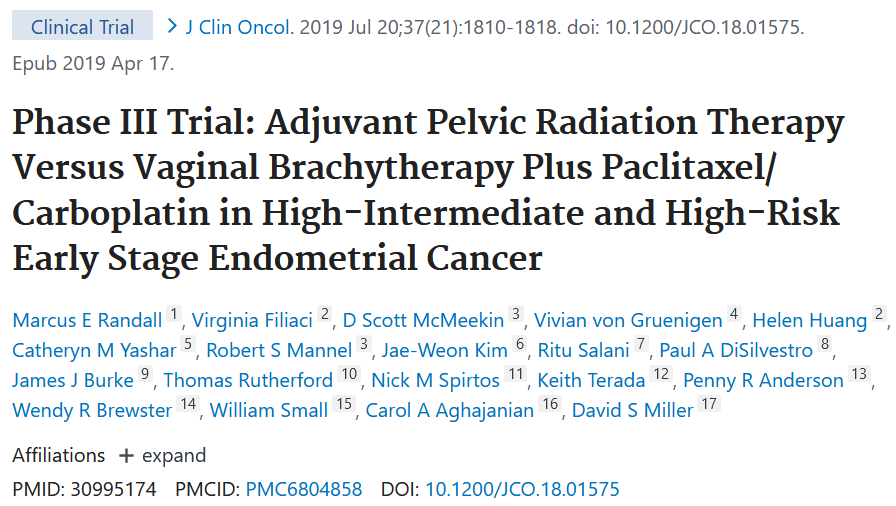 Clinical Trial > J Clin Oncol. 2019 Jul 20;37(21):1810-1818. doi: 10.1200/JCO.18.01575.
Epub 2019 Apr 17.
Phase III Trial: Adjuvant Pelvic Radiation Therapy
Versus Vaginal Brachytherapy Plus Paclitaxel/
Carboplatin in High-Intermediate and High-Risk
Early Stage Endometrial Cancer
Marcus E Randall 1, Virginia Filiaci 2, D Scott McMeekin 3, Vivian von Gruenigen 4, Helen Huang 2,
Catheryn M Yashar 5, Robert S Mannel 3, Jae-Weon Kim 6, Ritu Salani 7, Paul A DiSilvestro 8,
James J Burke 9, Thomas Rutherford 10, Nick M Spirtos 11, Keith Terada 12, Penny R Anderson 13,
Wendy R Brewster 14, William Small 15, Carol A Aghajanian 16, David S Miller 17
Affiliations + expand
PMID: 30995174 PMCID: PMC6804858 DOI: 10.1200/JCO.18.01575